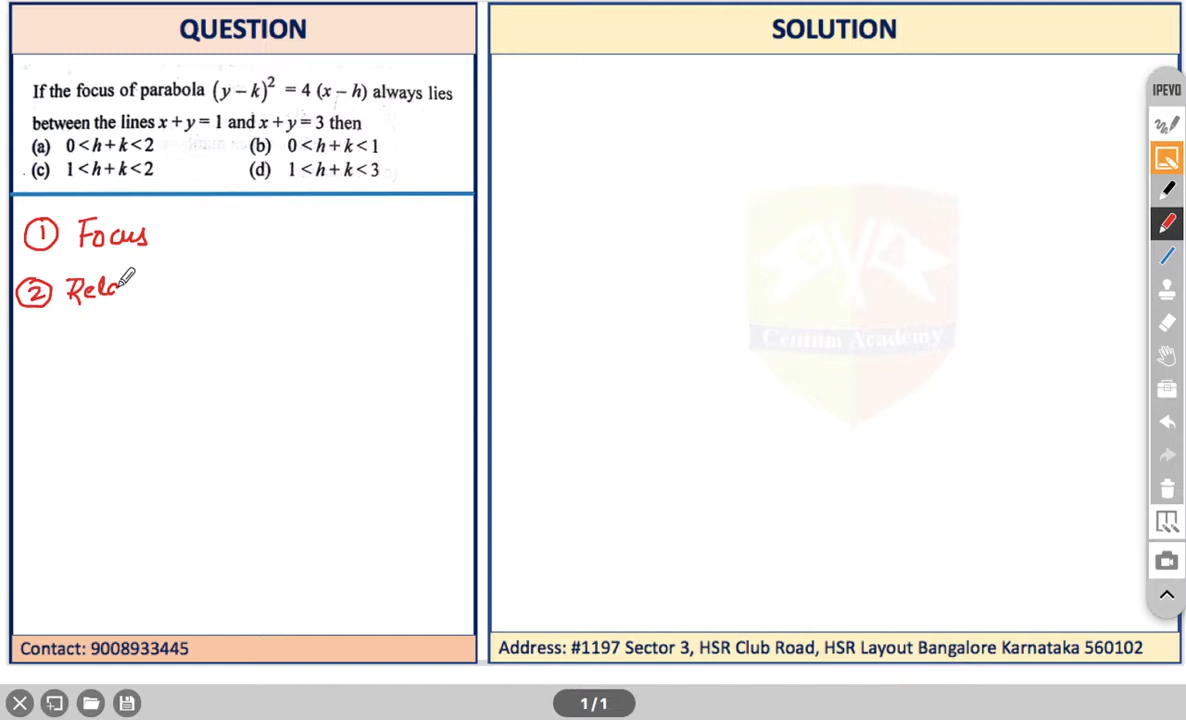 QUESTION
If the focus of parabola (y – k)² = 4 (x – h) always lies
between the lines x + y = 1 and x + y = 3 then
(a) 0 < h + k < 2 (b) 0 < h + k < 1
(c) 1 < h + k < 2 (d) 1 < h + k < 3
① Focus
② Rela
Contact: 9008933445
SOLUTION
Centum Academy
Address: #1197 Sector 3, HSR Club Road, HSR Layout Bangalore Karnataka 560102
IPEVO
1/1